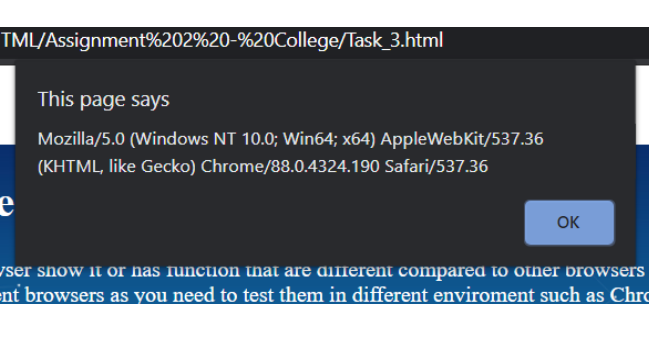 TML/Assignment%202%20-%20College/Task_3.html
This page says
Mozilla/5.0 (Windows NT 10.0; Win64; x64) AppleWebKit/537.36
(KHTML, like Gecko) Chrome/88.0.4324.190 Safari/537.36
e
OK
wser show it or has function that are different compared to other browsers
ent browsers as you need to test them in different enviroment such as Chro